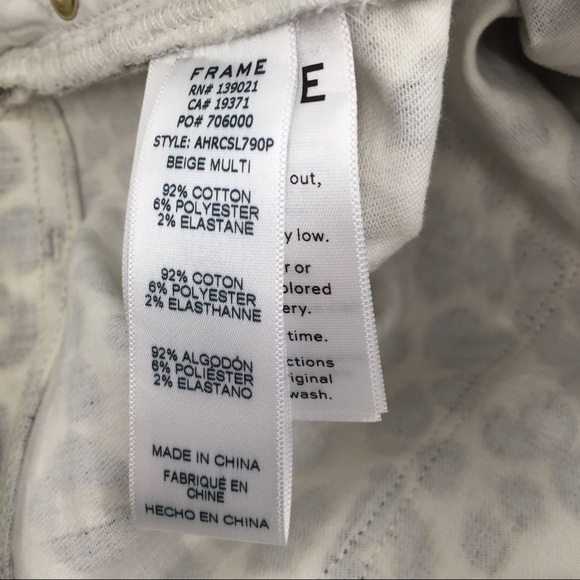 FRAME
RN# 139021
CA# 19371
PO# 706000
STYLE: AHRCSL790P
BEIGE MULTI
92% COTTON
6% POLYESTER
2% ELASTANE
92% COTON
6% POLYESTER
2% ELASTHANNE
92% ALGODÓN
6% POLIÉSTER
2% ELASTANO
MADE IN CHINA
FABRIQUÉ EN
CHINE
HECHO EN CHINA
E
out,
y low.
r or
olored
ery.
time.
ctions
iginal
wash.